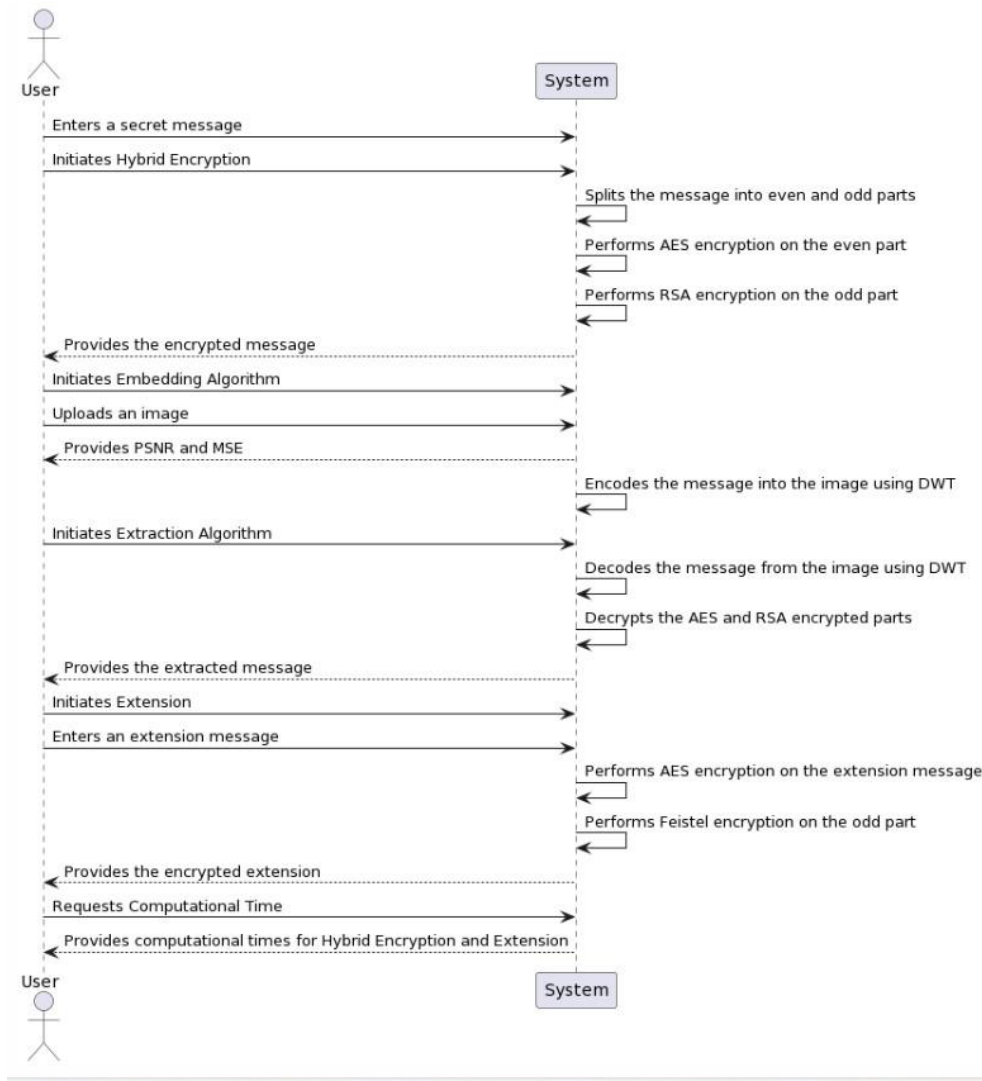 User
System
Enters a secret message
Initiates Hybrid Encryption
Splits the message into even and odd parts
Performs AES encryption on the even part
Performs RSA encryption on the odd part
Provides the encrypted message
Initiates Embedding Algorithm
Uploads an image
Provides PSNR and MSE
Encodes the message into the image using DWT
Initiates Extraction Algorithm
Decodes the message from the image using DWT
Decrypts the AES and RSA encrypted parts
Provides the extracted message
Initiates Extension
Enters an extension message
Performs AES encryption on the extension message
Performs Feistel encryption on the odd part
Provides the encrypted extension
Requests Computational Time
Provides computational times for Hybrid Encryption and Extension
User
System